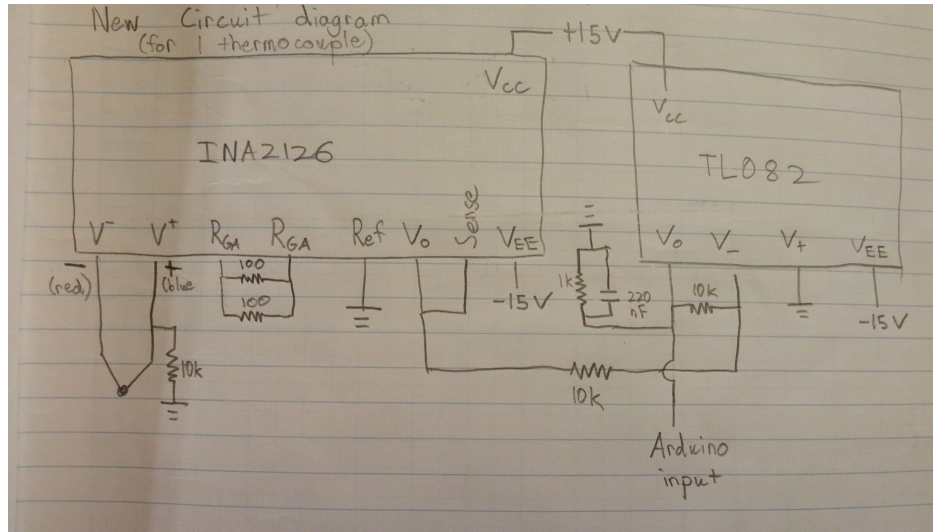 New Circuit diagram
(for 1 thermocouple)
+15V
Vcc
Vcc
INA2126
TL082
V- V+ RGA RGA Ref Vo Sense VEE
Vo V- V+ VEE
- +
(red) (blue
100
100
10k
-15V
1k
220
nF
10k
-15V
10k
Arduino
input